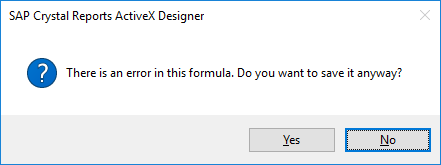 SAP Crystal Reports ActiveX Designer
There is an error in this formula. Do you want to save it anyway?
Yes
No